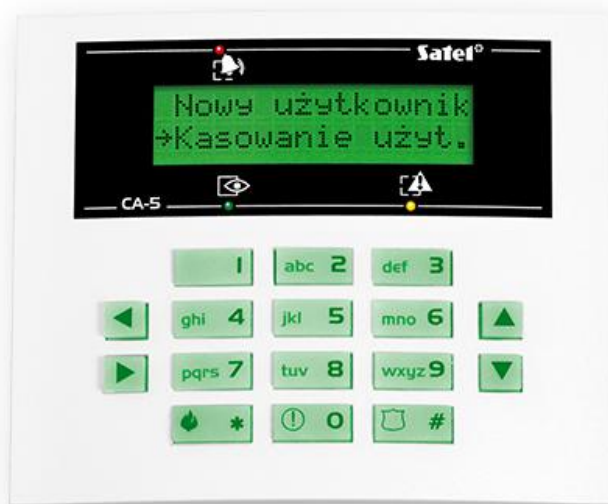 Satel
Nowy użytkownik
→Kasowanie użyt.
CA-5
1 abc 2 def 3
ghi 4 jkl 5 mno 6
pqrs 7 tuv 8 wxyz 9
* 0 #